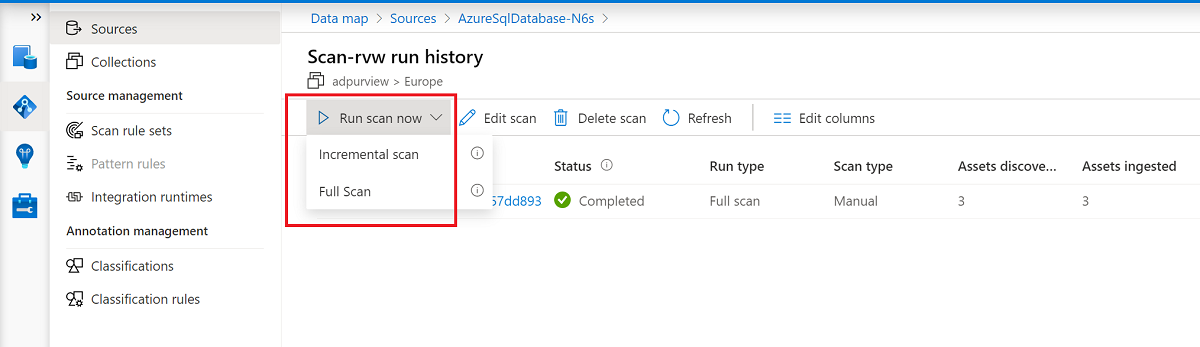 Data map > Sources > AzureSqlDatabase-N6s >
Sources
Collections
Source management
Scan rule sets
Pattern rules
Integration runtimes
Annotation management
Classifications
Classification rules
Scan-rvw run history
adpurview > Europe
Run scan now Edit scan Delete scan Refresh Edit columns
Incremental scan
Full Scan
Status Run type Scan type Assets discove... Assets ingested
57dd893 Completed Full scan Manual 3 3